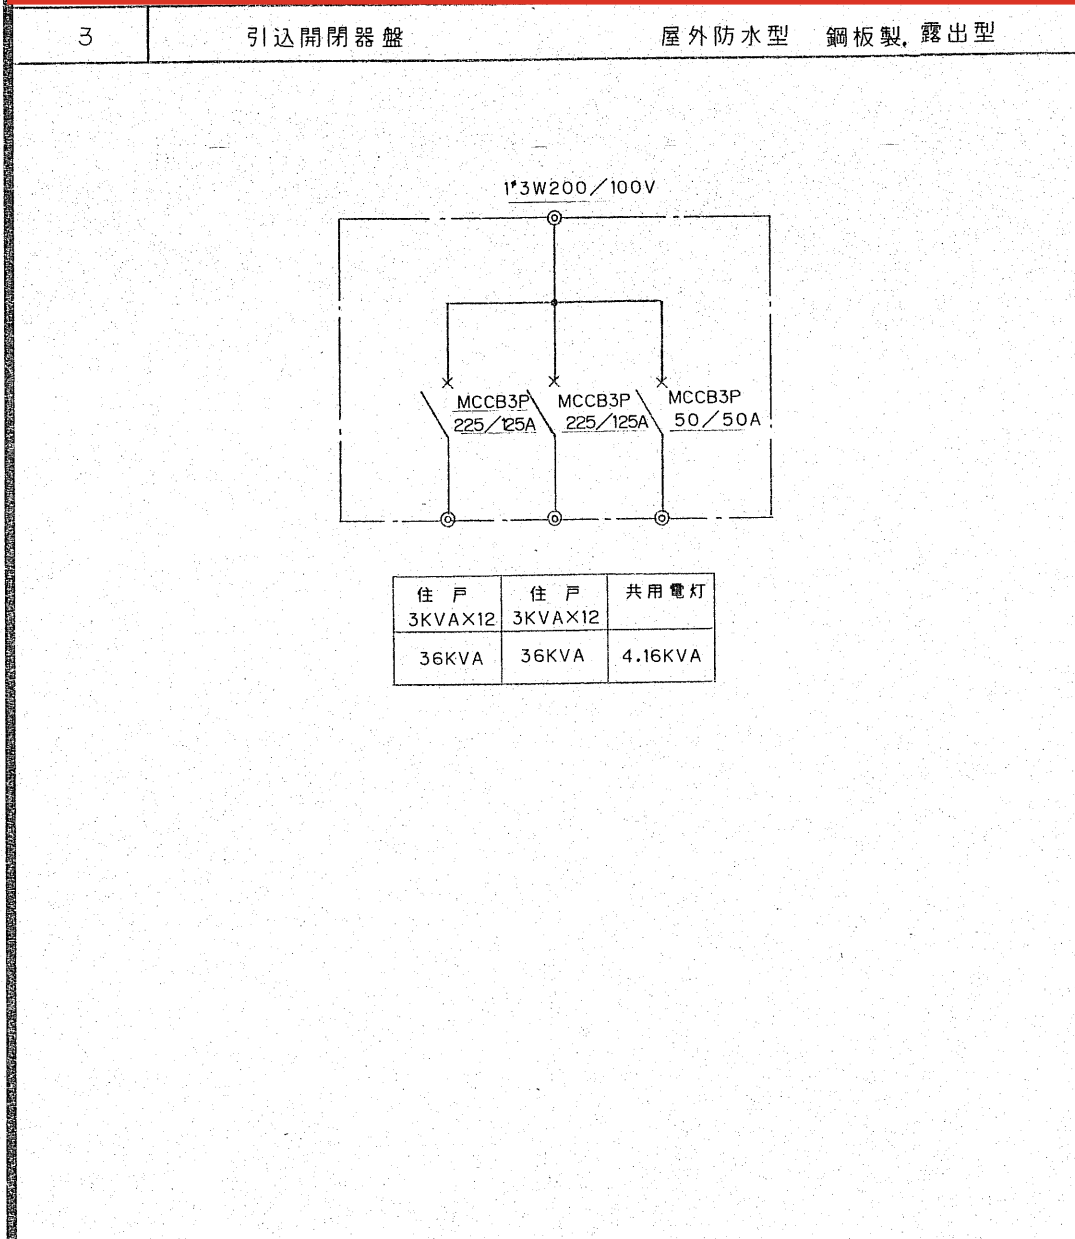 3 引込開閉器盤 屋外防水型 鋼板製, 露出型
1φ3W200/100V
MCCB3P MCCB3P MCCB3P
225/125A 225/125A 50/50A
住戸 住戸 共用電灯
3KVA×12 3KVA×12
36KVA 36KVA 4.16KVA